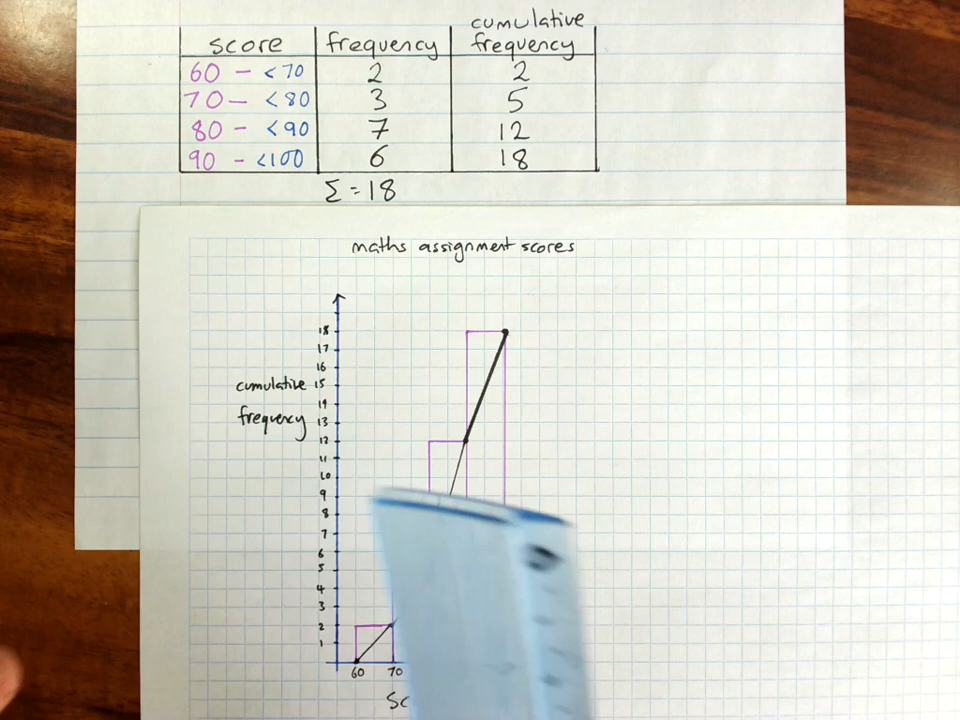 cumulative
score frequency frequency
60 - <70 2 2
70 - <80 3 5
80 - <90 7 12
90 - <100 6 18
Σ = 18
maths assignment scores
18
17
16
cumulative 15
14
frequency 13
12
11
10
9
8
7
6
5
4
3
2
1
60 70